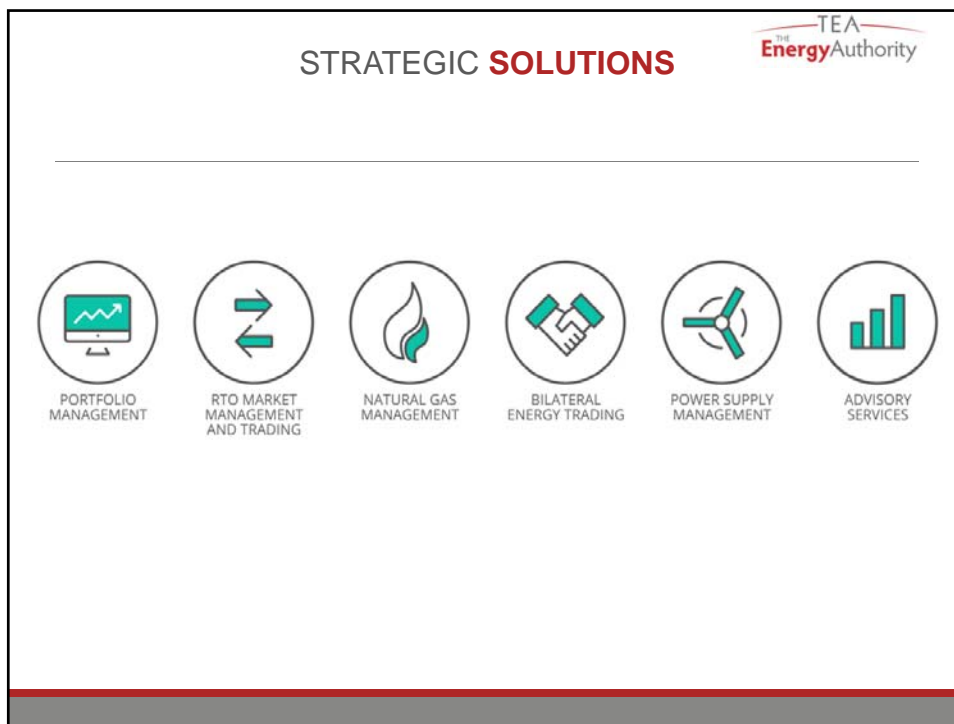 TEA
THE
EnergyAuthority
STRATEGIC SOLUTIONS
PORTFOLIO
MANAGEMENT
RTO MARKET
MANAGEMENT
AND TRADING
NATURAL GAS
MANAGEMENT
BILATERAL
ENERGY TRADING
POWER SUPPLY
MANAGEMENT
ADVISORY
SERVICES